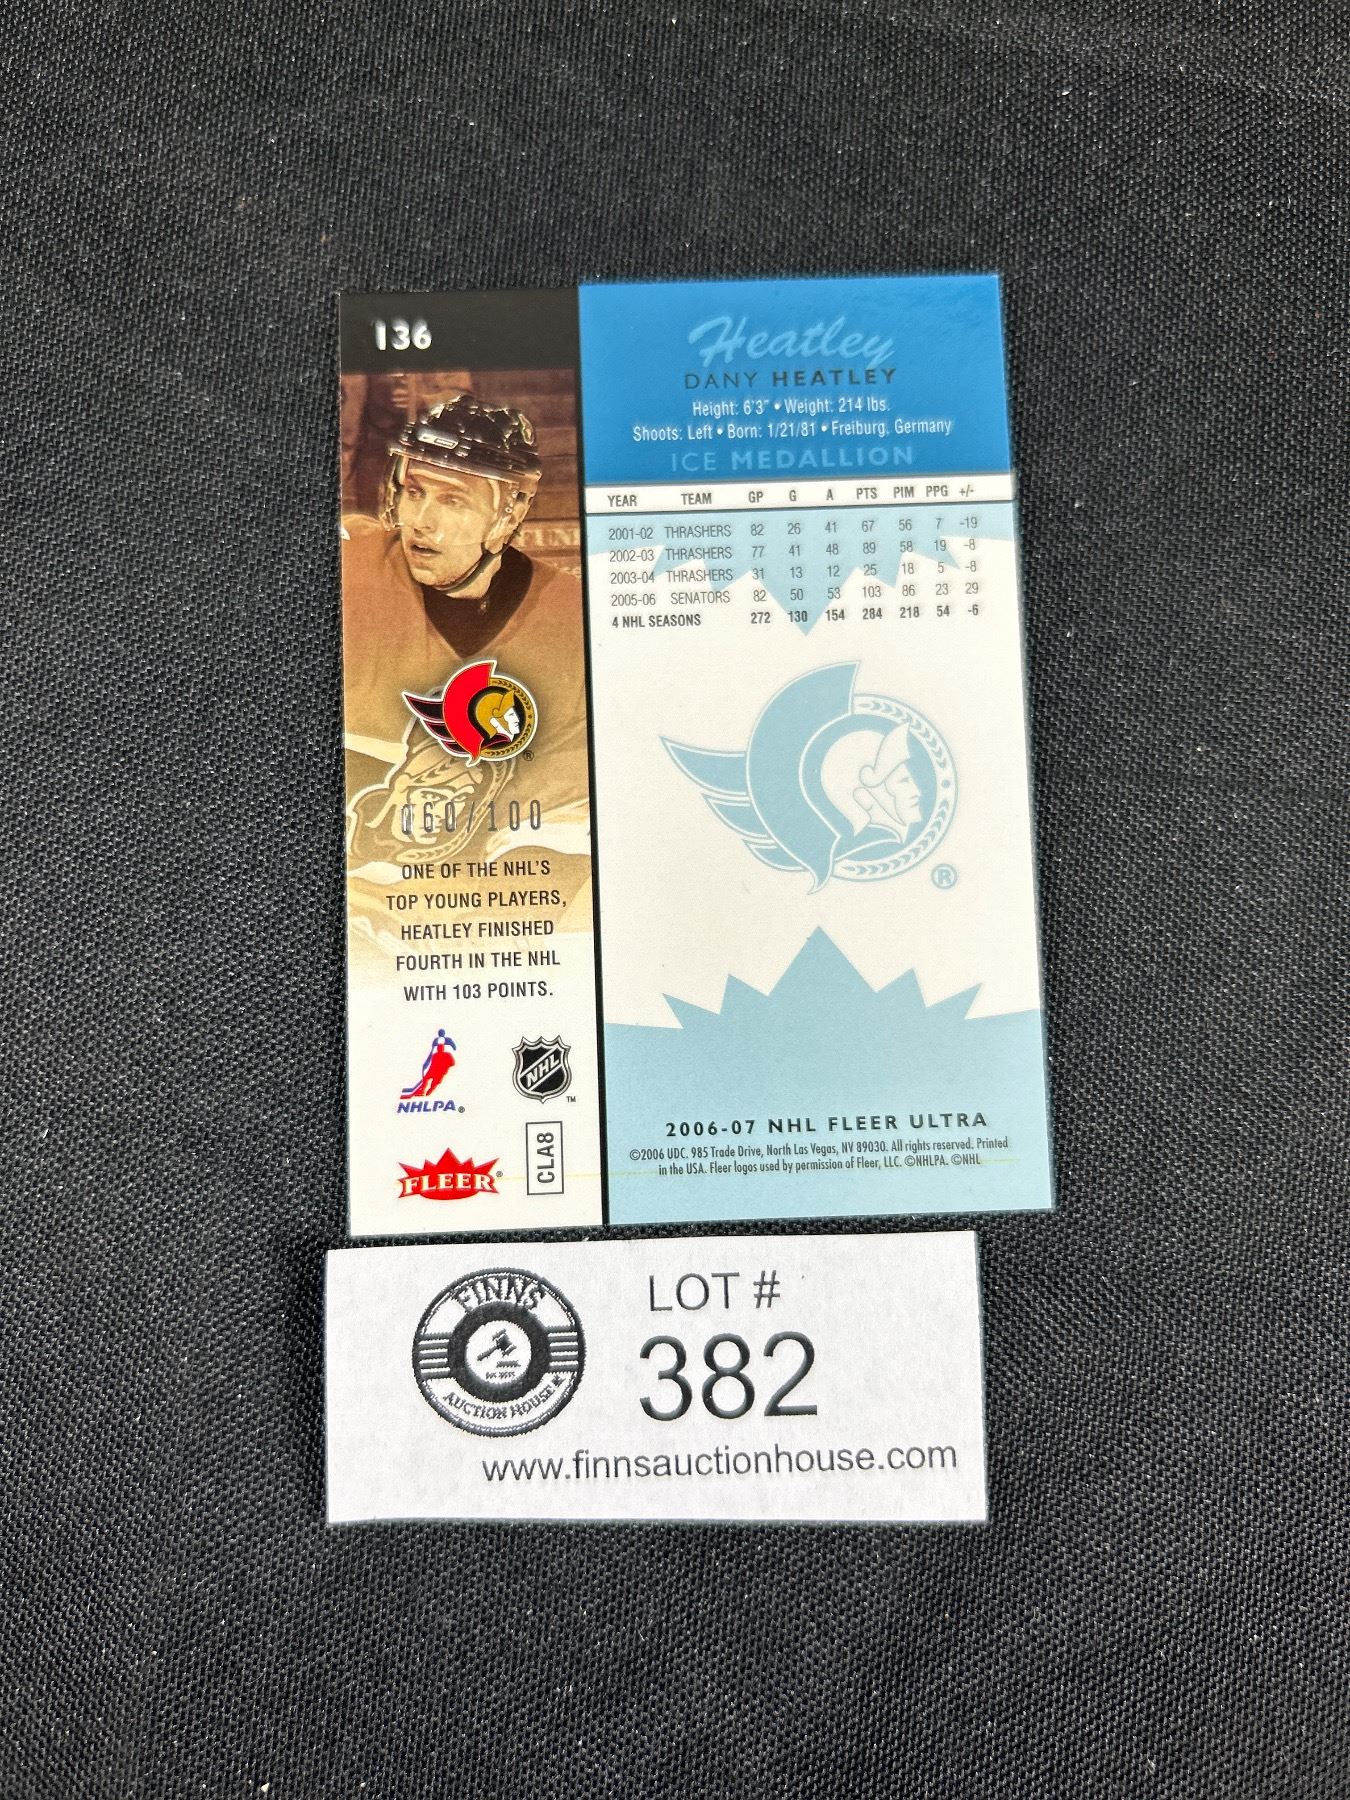 136
060/100
ONE OF THE NHL'S
TOP YOUNG PLAYERS,
HEATLEY FINISHED
FOURTH IN THE NHL
WITH 103 POINTS.
NHLPA®
NHL™
FLEER®
CLA8
Heatley
DANY HEATLEY
Height: 6'3" • Weight: 214 lbs.
Shoots: Left • Born: 1/21/81 • Freiburg, Germany
ICE MEDALLION
YEAR TEAM GP G A PTS PIM PPG +/-
2001-02 THRASHERS 82 26 41 67 56 7 -19
2002-03 THRASHERS 77 41 48 89 58 19 -8
2003-04 THRASHERS 31 13 12 25 18 5 -8
2005-06 SENATORS 82 50 53 103 86 23 29
4 NHL SEASONS 272 130 154 284 218 54 -6
®
2006-07 NHL FLEER ULTRA
©2006 UDC. 985 Trade Drive, North Las Vegas, NV 89030. All rights reserved. Printed
in the USA. Fleer logos used by permission of Fleer, LLC. ©NHLPA. ©NHL
FINNS
AUCTION HOUSE
LOT #
382
www.finnsauctionhouse.com